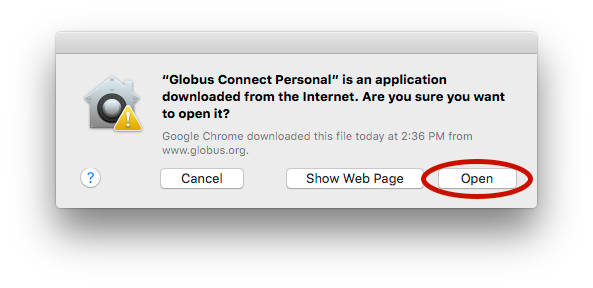 “Globus Connect Personal” is an application
downloaded from the Internet. Are you sure you want
to open it?
Google Chrome downloaded this file today at 2:36 PM from
www.globus.org.
? Cancel Show Web Page Open